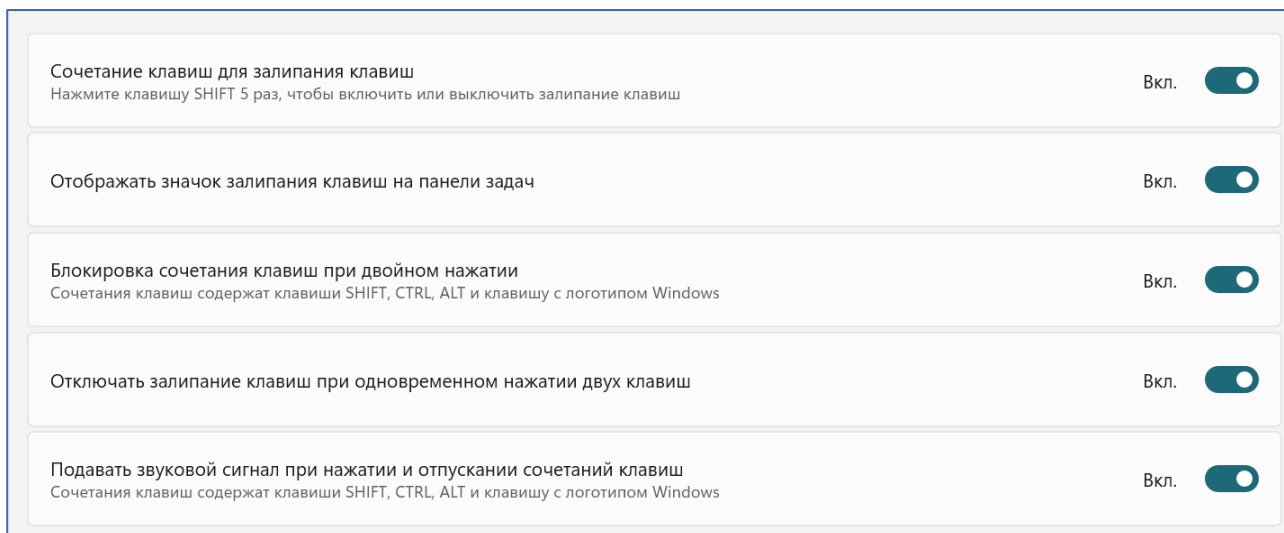 Сочетание клавиш для залипания клавиш
Нажмите клавишу SHIFT 5 раз, чтобы включить или выключить залипание клавиш
Вкл.
Отображать значок залипания клавиш на панели задач
Вкл.
Блокировка сочетания клавиш при двойном нажатии
Сочетания клавиш содержат клавиши SHIFT, CTRL, ALT и клавишу с логотипом Windows
Вкл.
Отключать залипание клавиш при одновременном нажатии двух клавиш
Вкл.
Подавать звуковой сигнал при нажатии и отпускании сочетаний клавиш
Сочетания клавиш содержат клавиши SHIFT, CTRL, ALT и клавишу с логотипом Windows
Вкл.